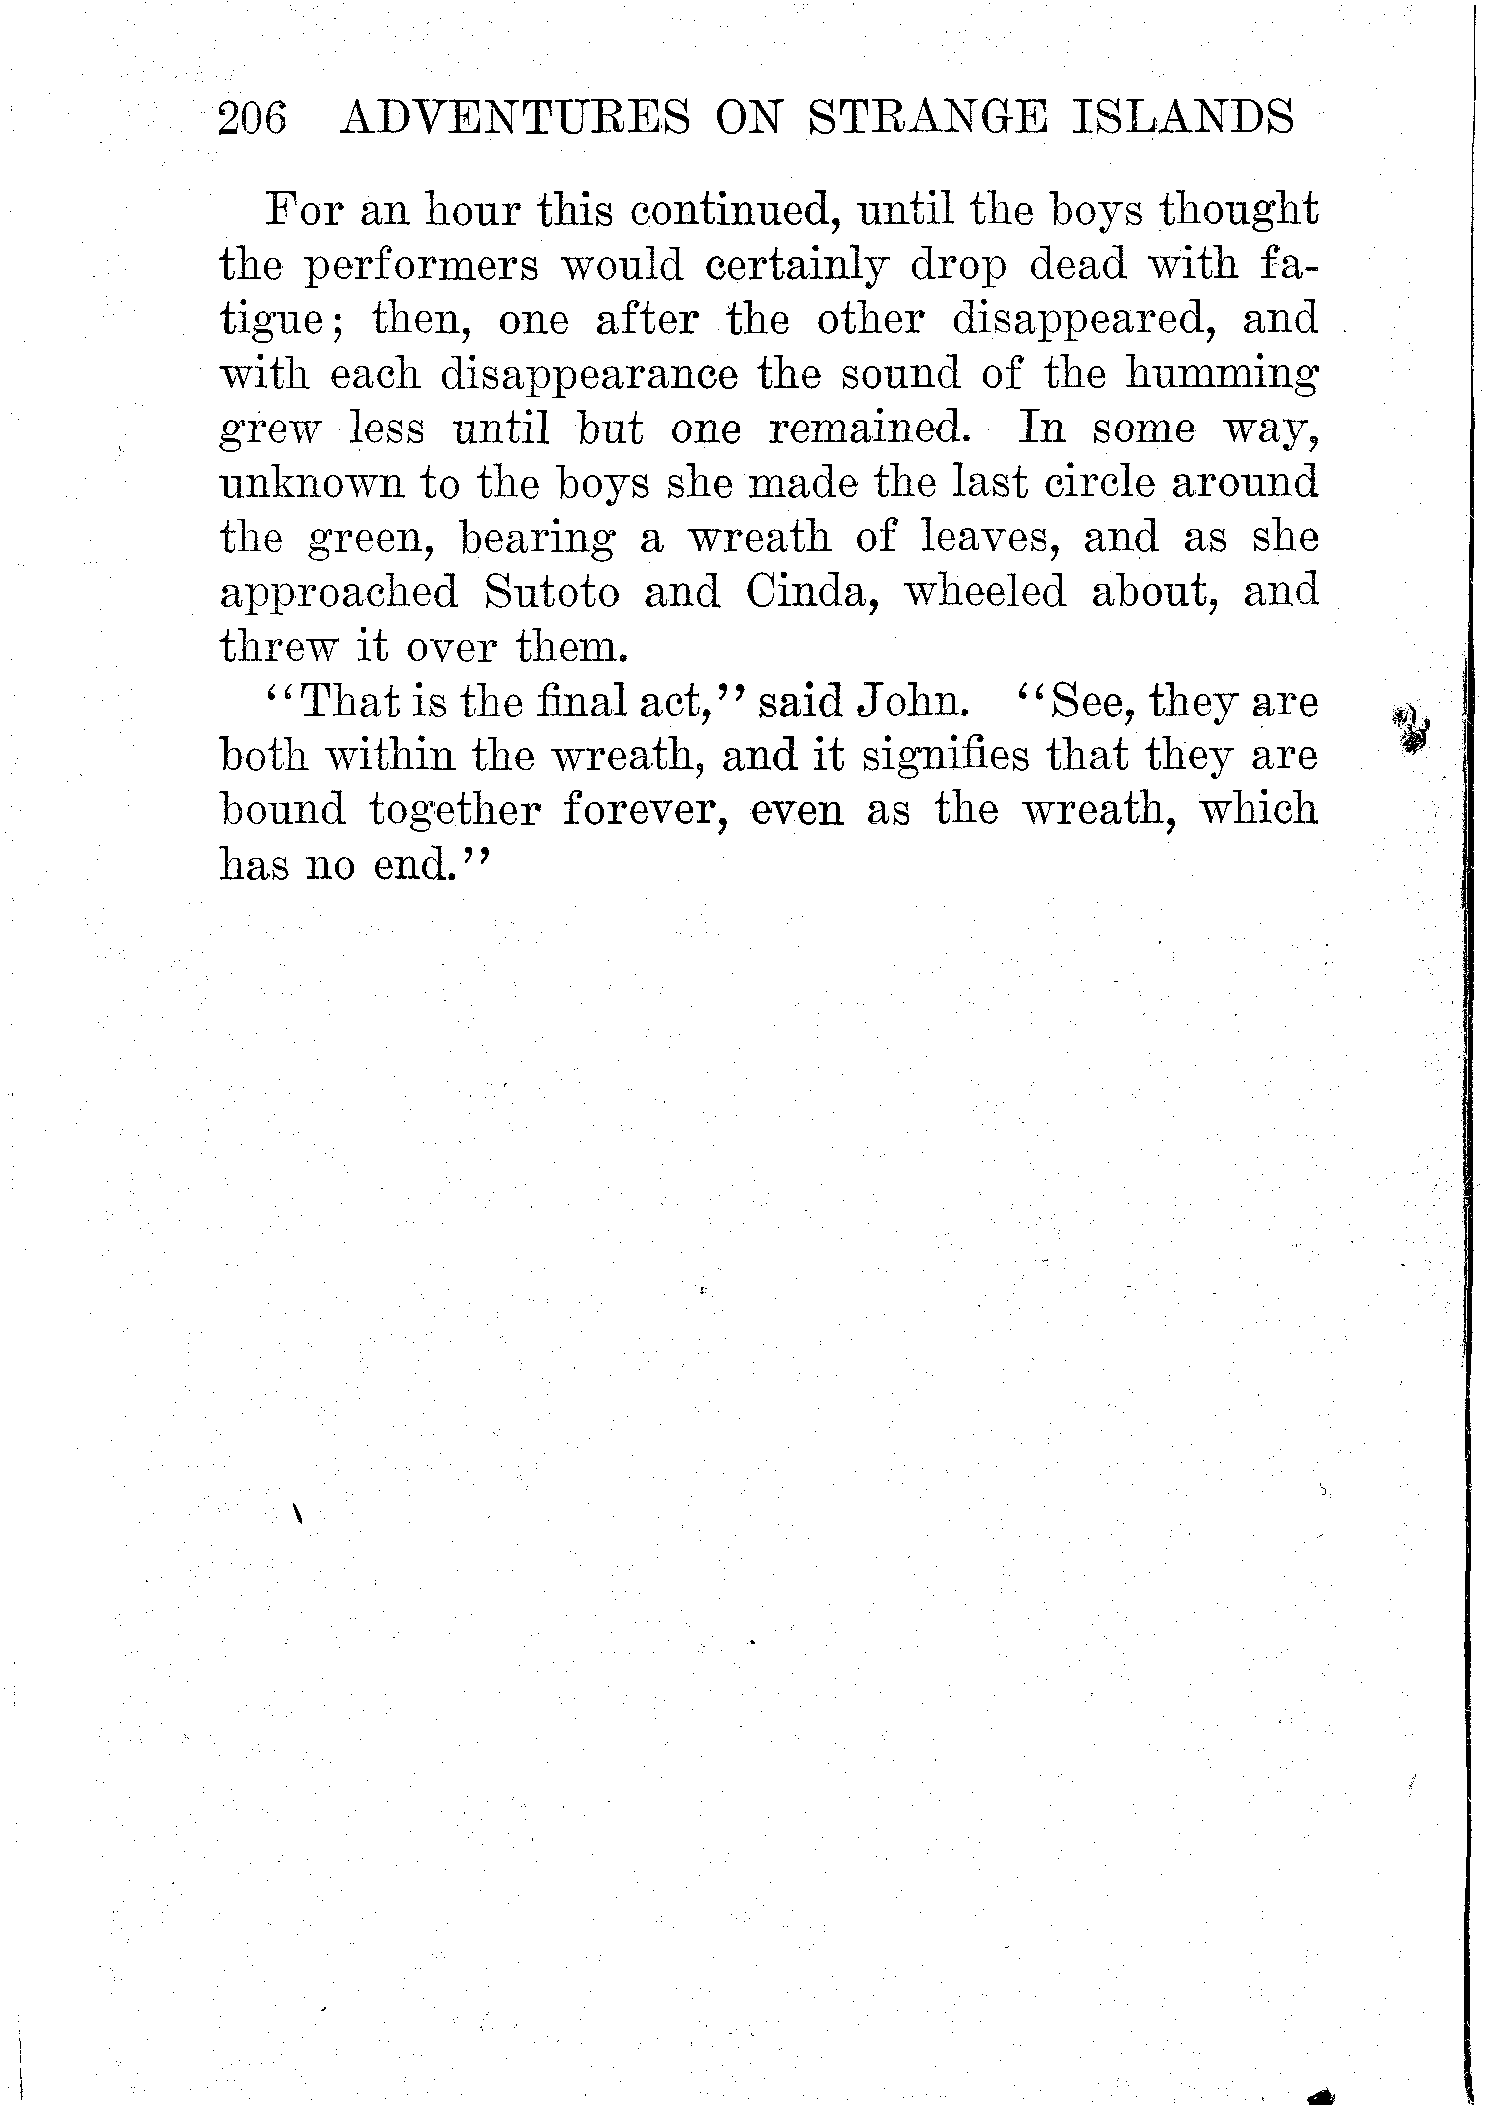 206 ADVENTURES ON STRANGE ISLANDS
For an hour this continued, until the boys thought
the performers would certainly drop dead with fa-
tigue; then, one after the other disappeared, and
with each disappearance the sound of the humming
grew less until but one remained. In some way,
unknown to the boys she made the last circle around
the green, bearing a wreath of leaves, and as she
approached Sutoto and Cinda, wheeled about, and
threw it over them.
"That is the final act," said John. "See, they are
both within the wreath, and it signifies that they are
bound together forever, even as the wreath, which
has no end."